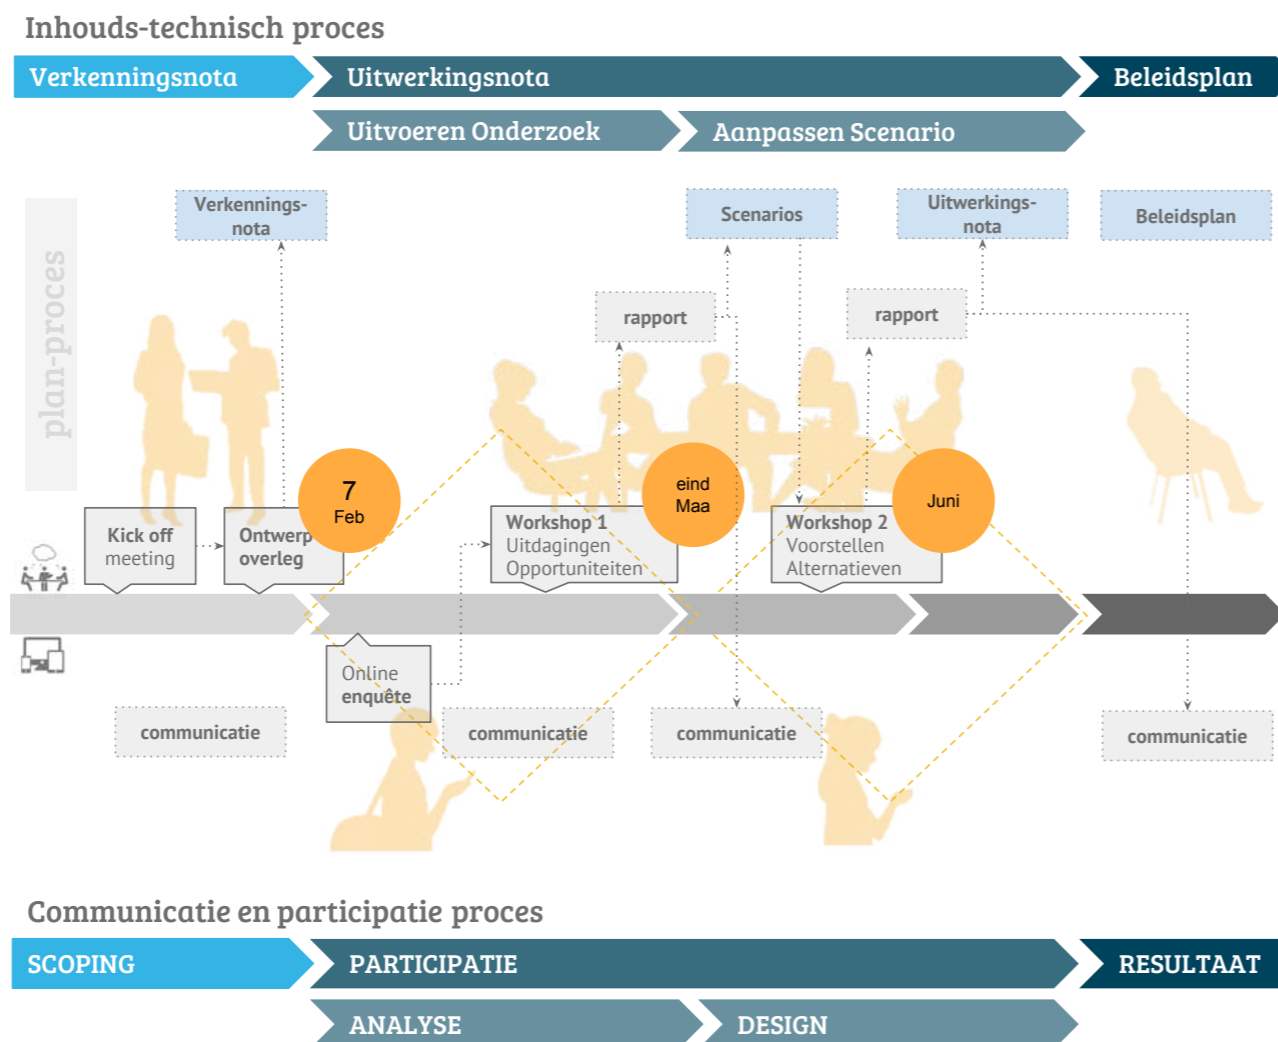 Inhouds-technisch proces
Verkenningsnota
Uitwerkingsnota
Beleidsplan
Uitvoeren Onderzoek
Aanpassen Scenario
plan-proces
Verkennings-
nota
Scenarios
Uitwerkings-
nota
Beleidsplan
rapport
rapport
7
Feb
eind
Maa
Juni
Kick off
meeting
Ontwerp
overleg
Workshop 1
Uitdagingen
Opportuniteiten
Workshop 2
Voorstellen
Alternatieven
Online
enquête
communicatie
communicatie
communicatie
communicatie
Communicatie en participatie proces
SCOPING
PARTICIPATIE
RESULTAAT
ANALYSE
DESIGN